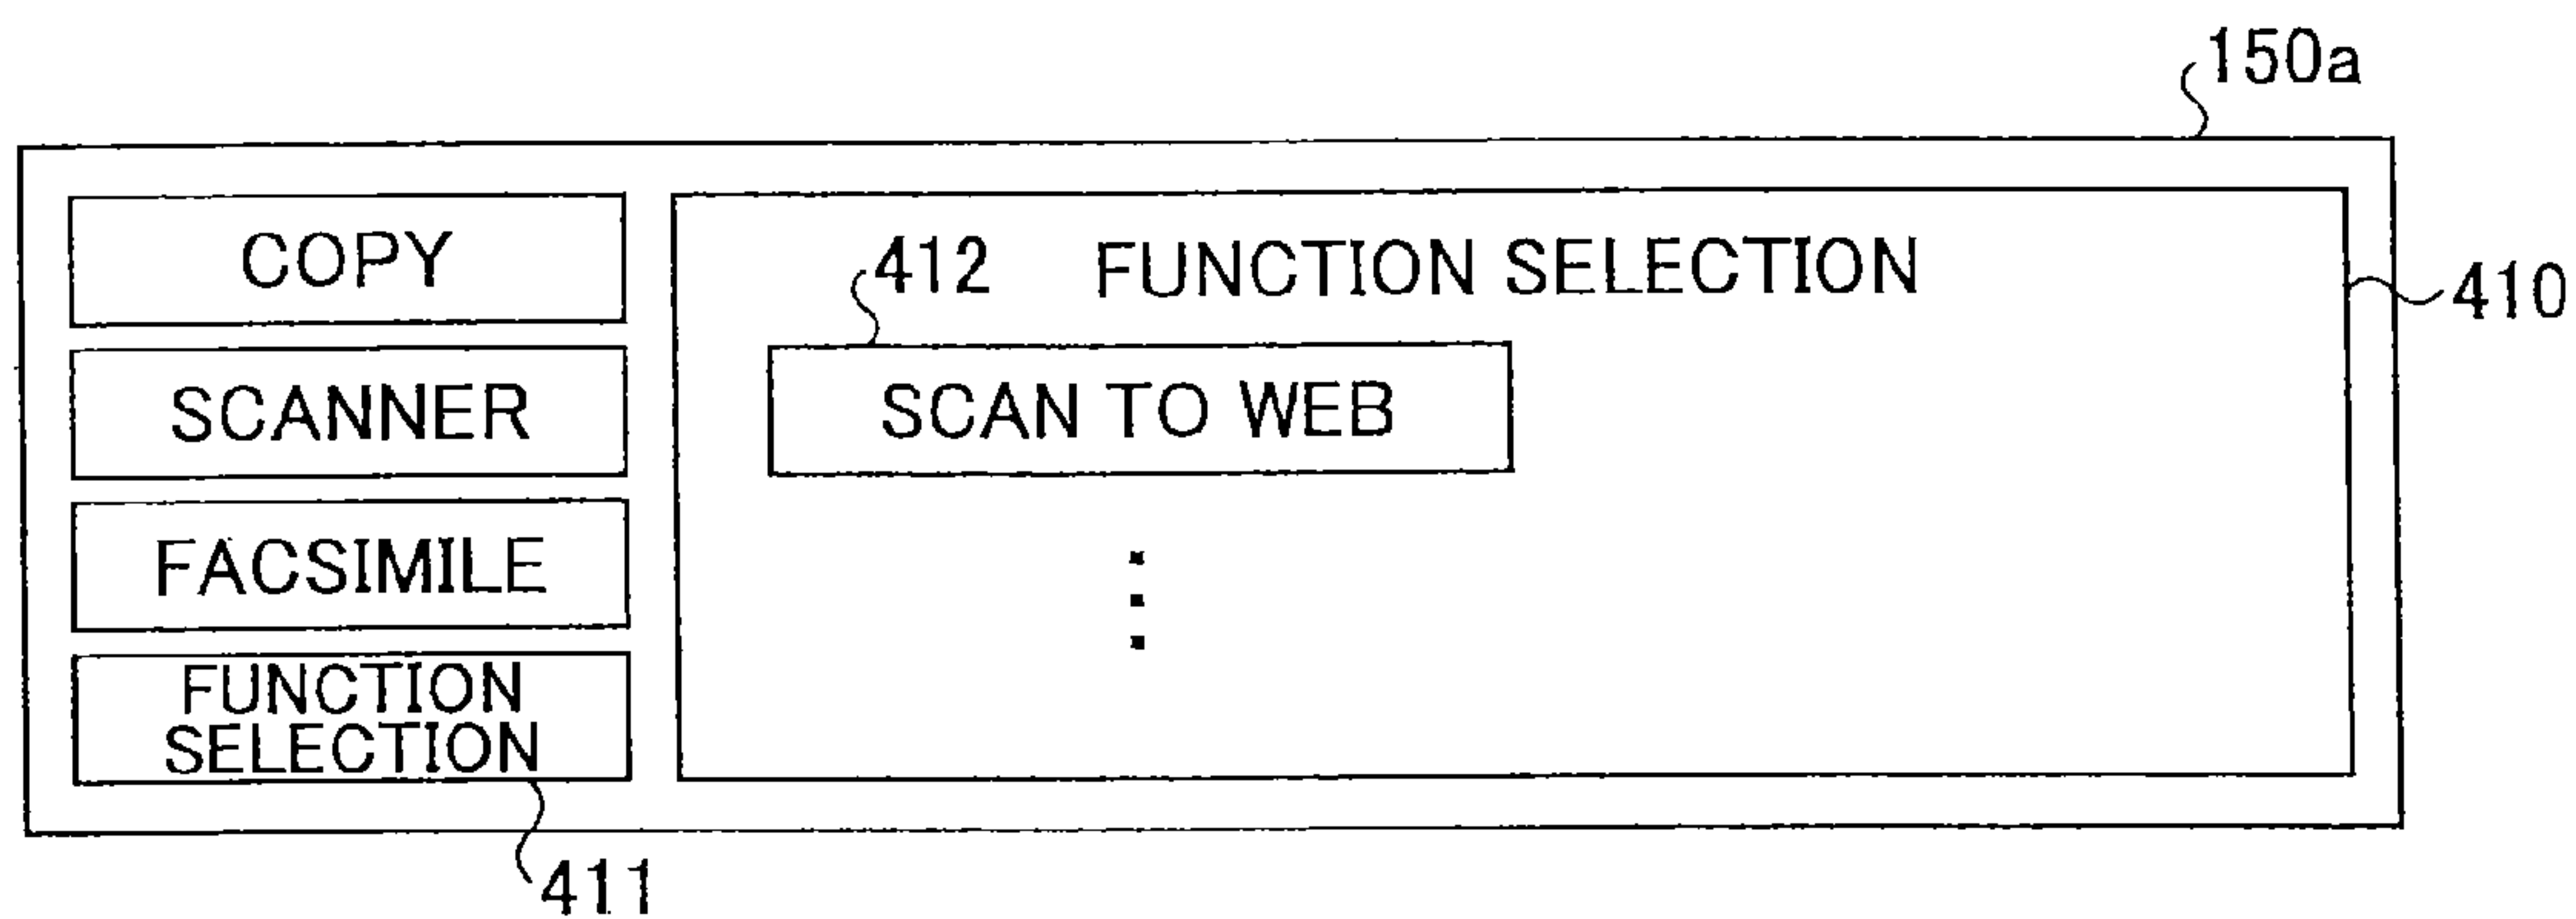 150a
COPY
SCANNER
FACSIMILE
FUNCTION
SELECTION
411
412
FUNCTION SELECTION
410
SCAN TO WEB